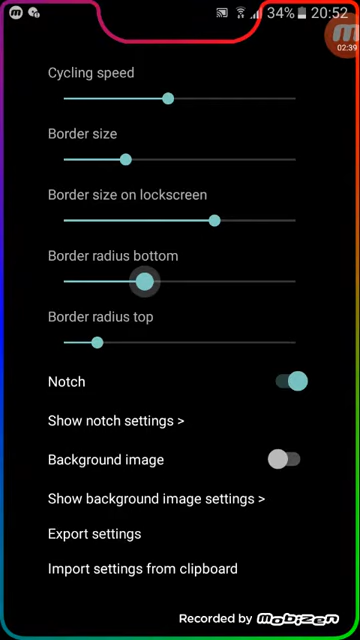 34% 20:52
02:39
Cycling speed
Border size
Border size on lockscreen
Border radius bottom
Border radius top
Notch
Show notch settings >
Background image
Show background image settings >
Export settings
Import settings from clipboard
Recorded by Mobizen